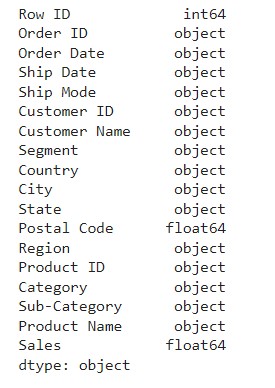 Row ID int64
Order ID object
Order Date object
Ship Date object
Ship Mode object
Customer ID object
Customer Name object
Segment object
Country object
City object
State object
Postal Code float64
Region object
Product ID object
Category object
Sub-Category object
Product Name object
Sales float64
dtype: object